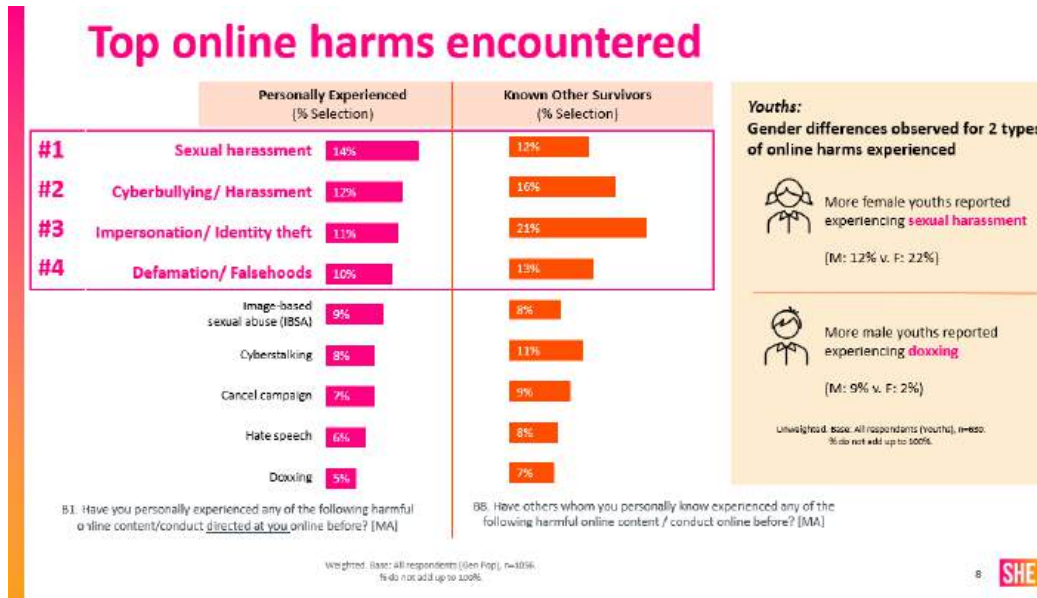 Top online harms encountered
Personally Experienced
(% Selection)
Known Other Survivors
(% Selection)
#1 Sexual harassment 14% 12%
#2 Cyberbullying/ Harassment 12% 16%
#3 Impersonation/ Identity theft 11% 21%
#4 Defamation/ Falsehoods 10% 13%
Image-based
sexual abuse (IBSA) 9% 8%
Cyberstalking 8% 11%
Cancel campaign 7% 9%
Hate speech 6% 8%
Doxxing 5% 7%
B1. Have you personally experienced any of the following harmful
online content/conduct directed at you online before? [MA]
B8. Have others whom you personally know experienced any of the
following harmful online content / conduct online before? [MA]
Weighted. Base: All respondents (Gen Pop), n=1056.
% do not add up to 100%.
Youths:
Gender differences observed for 2 types
of online harms experienced
More female youths reported
experiencing sexual harassment
(M: 12% v. F: 22%)
More male youths reported
experiencing doxxing
(M: 9% v. F: 2%)
Unweighted. Base: All respondents (Youths),
% do not add up to 100%.
8
SHE